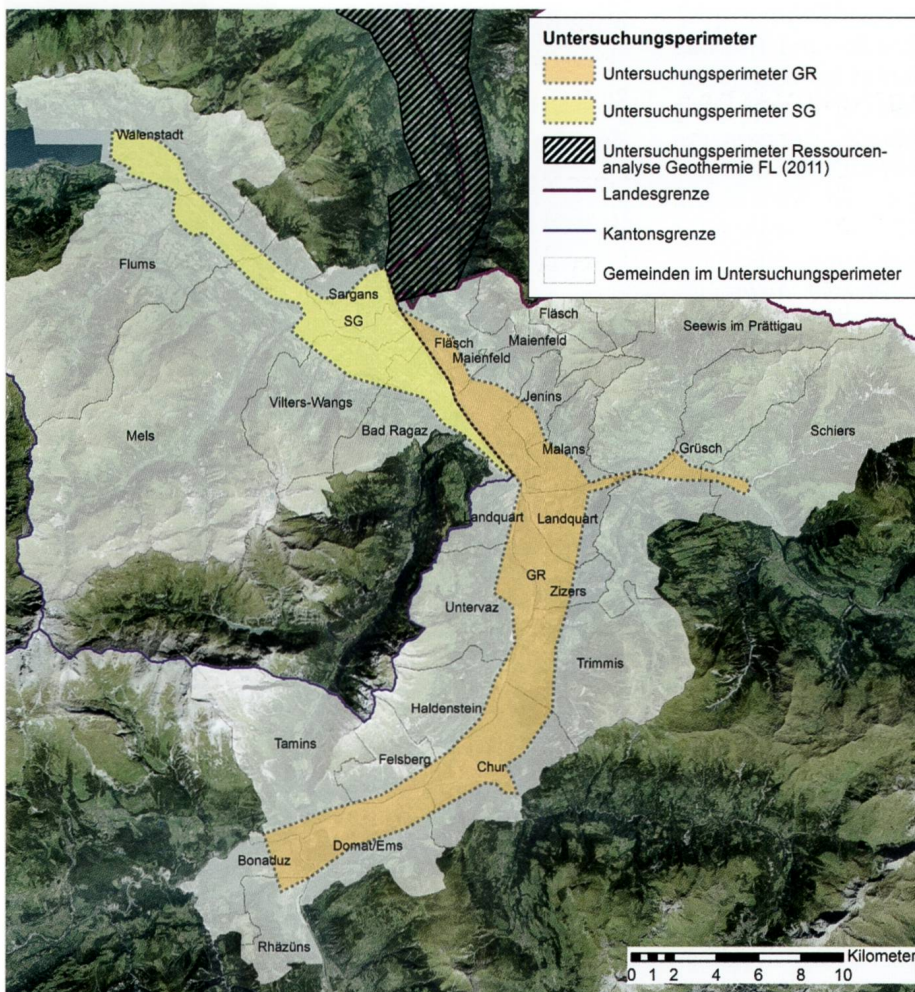 Untersuchungsperimeter
Untersuchungsperimeter GR
Untersuchungsperimeter SG
Untersuchungsperimeter Ressourcen-
analyse Geothermie FL (2011)
Landesgrenze
Kantonsgrenze
Gemeinden im Untersuchungsperimeter
Walenstadt
Flums
Sargans
SG
Fläsch
Maienfeld
Fläsch
Maienfeld
Seewis im Prättigau
Vilters-Wangs
Jenins
Mels
Bad Ragaz
Malans
Grüsch
Schiers
Landquart
Landquart
GR
Zizers
Untervaz
Trimmis
Haldenstein
Tamins
Felsberg
Chur
Domat/Ems
Bonaduz
Rhäzüns
Kilometer
0 1 2 4 6 8 10